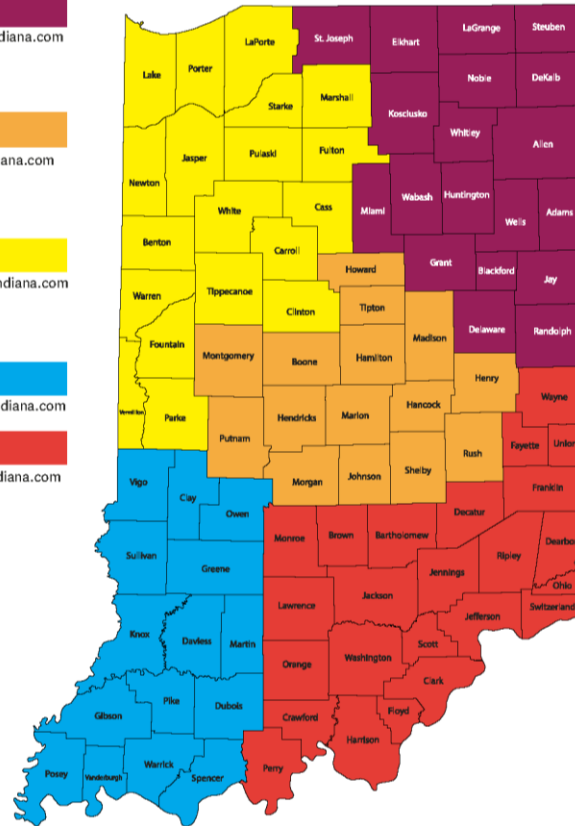 diana.com
iana.com
ndiana.com
diana.com
diana.com
LaPorte
St. Joseph
Elkhart
LaGrange
Steuben
Lake
Porter
Noble
DeKalb
Starke
Marshall
Kosciusko
Whitley
Allen
Newton
Jasper
Pulaski
Fulton
White
Cass
Miami
Wabash
Huntington
Wells
Adams
Benton
Carroll
Grant
Blackford
Jay
Warren
Tippecanoe
Howard
Clinton
Tipton
Madison
Delaware
Randolph
Fountain
Montgomery
Boone
Hamilton
Henry
Wayne
Vermillion
Parke
Putnam
Hendricks
Marion
Hancock
Fayette
Union
Rush
Morgan
Johnson
Shelby
Franklin
Vigo
Clay
Owen
Monroe
Brown
Bartholomew
Decatur
Sullivan
Greene
Jennings
Ripley
Dearbo
Ohio
Lawrence
Jackson
Switzerland
Jefferson
Knox
Daviess
Martin
Orange
Washington
Scott
Clark
Gibson
Pike
Dubois
Crawford
Floyd
Harrison
Posey
Vanderburgh
Warrick
Spencer
Perry